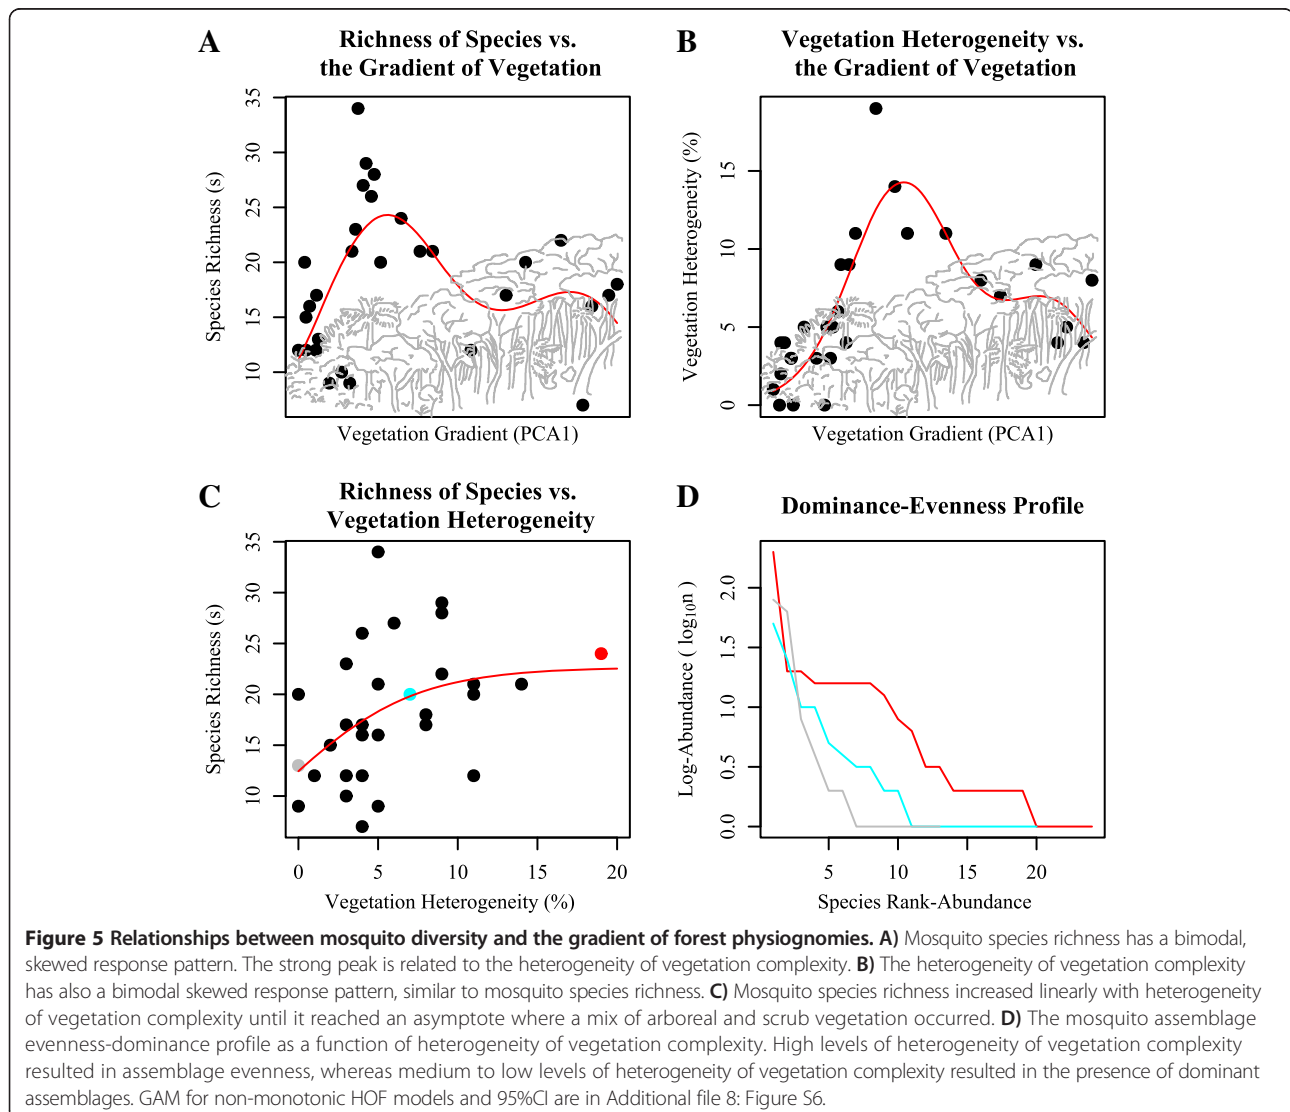 A
Richness of Species vs.
the Gradient of Vegetation
Species Richness (s)
35
30
25
20
15
10
Vegetation Gradient (PCA1)
B
Vegetation Heterogeneity vs.
the Gradient of Vegetation
Vegetation Heterogeneity (%)
15
10
5
0
Vegetation Gradient (PCA1)
C
Richness of Species vs.
Vegetation Heterogeneity
Species Richness (s)
35
30
25
20
15
10
0 5 10 15 20
Vegetation Heterogeneity (%)
D
Dominance-Evenness Profile
Log-Abundance ( log₁₀n )
2.0
1.5
1.0
0.5
0.0
5 10 15 20
Species Rank-Abundance
Figure 5 Relationships between mosquito diversity and the gradient of forest physiognomies. A) Mosquito species richness has a bimodal,
skewed response pattern. The strong peak is related to the heterogeneity of vegetation complexity. B) The heterogeneity of vegetation complexity
has also a bimodal skewed response pattern, similar to mosquito species richness. C) Mosquito species richness increased linearly with heterogeneity
of vegetation complexity until it reached an asymptote where a mix of arboreal and scrub vegetation occurred. D) The mosquito assemblage
evenness-dominance profile as a function of heterogeneity of vegetation complexity. High levels of heterogeneity of vegetation complexity
resulted in assemblage evenness, whereas medium to low levels of heterogeneity of vegetation complexity resulted in the presence of dominant
assemblages. GAM for non-monotonic HOF models and 95%CI are in Additional file 8: Figure S6.